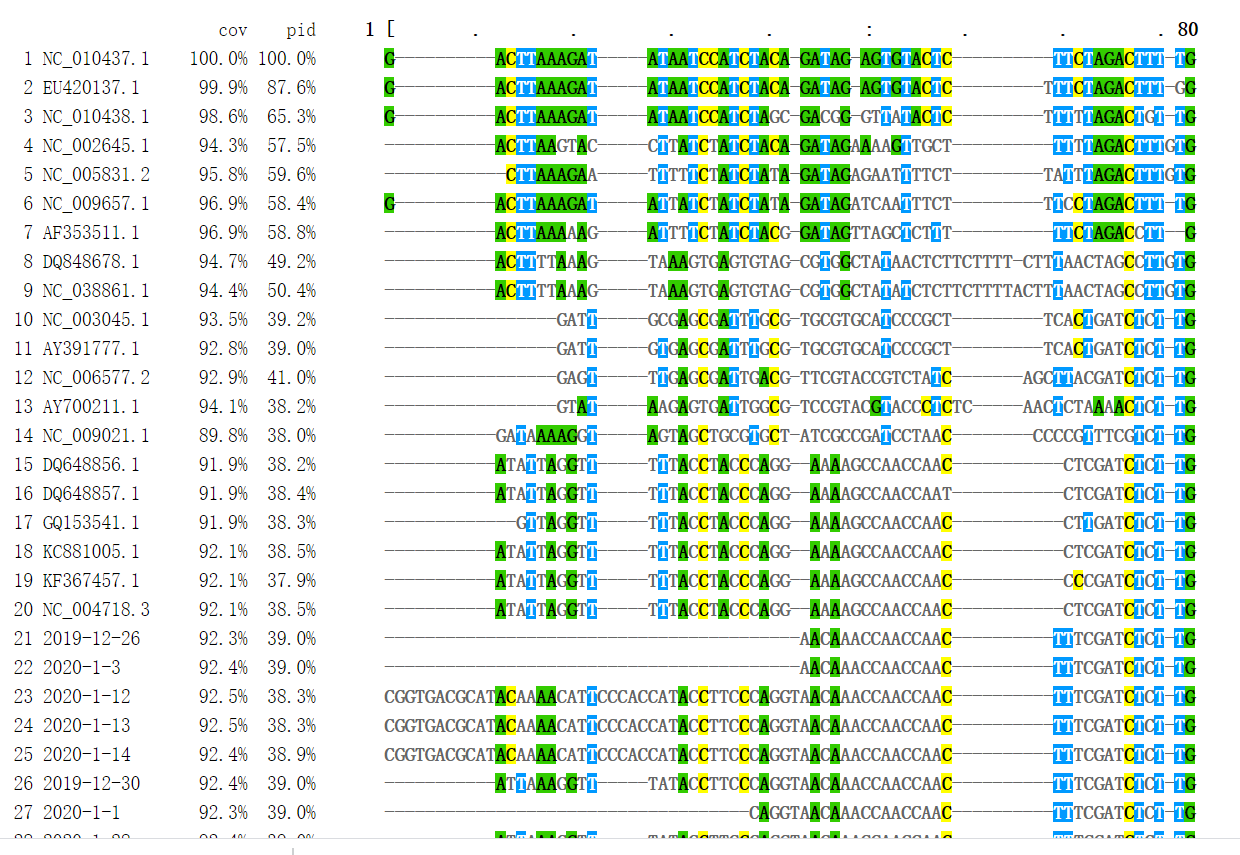 cov pid 1 [ . . . . : . . . 80
1 NC_010437.1 100.0% 100.0% G----------ACTTAAAGAT-----ATAATCCATCTACA-GATAG-AGTGTACTC----------TTCTAGACTTT-TG
2 EU420137.1 99.9% 87.6% G----------ACTTAAAGAT-----ATAATCCATCTACA-GATAG-AGTGTACTC---------TTTCTAGACTTT-GG
3 NC_010438.1 98.6% 65.3% G----------ACTTAAAGAT-----ATAATCCATCTAGC-GACGG-GTTATACTC---------TTTTTAGACTGT-TG
4 NC_002645.1 94.3% 57.5% -----------ACTTAAGTAC-----CTTATCTATCTACA-GATAGAAAAGTTGCT----------TTTTAGACTTTGTG
5 NC_005831.2 95.8% 59.6% ------------CTTAAAGAA-----TTTTTCTATCTATA-GATAGAGAATTTTCT---------TATTTAGACTTTGTG
6 NC_009657.1 96.9% 58.4% G----------ACTTAAAGAT-----ATTATCTATCTATA-GATAGATCAATTTCT---------TTCCTAGACTTT-TG
7 AF353511.1 96.9% 58.8% -----------ACTTAAAAAG-----ATTTTCTATCTACG-GATAGTTAGCTCTTT----------TTCTAGACCTT--G
8 DQ848678.1 94.7% 49.2% -----------ACTTTTAAAG-----TAAAGTGAGTGTAG-CGTGGCTATAACTCTTCTTTT-CTTTAACTAGCCTTGTG
9 NC_038861.1 94.4% 50.4% -----------ACTTTTAAAG-----TAAAGTGAGTGTAG-CGTGGCTATATCTCTTCTTTTACTTTAACTAGCCTTGTG
10 NC_003045.1 93.5% 39.2% -----------------GATT-----GCGAGCGATTTGCG-TGCGTGCATCCCGCT---------TCACTGATCTCT-TG
11 AY391777.1 92.8% 39.0% -----------------GATT-----GTGAGCGATTTGCG-TGCGTGCATCCCGCT---------TCACTGATCTCT-TG
12 NC_006577.2 92.9% 41.0% -----------------GAGT-----TTGAGCGATTGACG-TTCGTACCGTCTATC-------AGCTTACGATCTCT-TG
13 AY700211.1 94.1% 38.2% -----------------GTAT-----AAGAGTGATTGGCG-TCCGTACGTACCCTCTC-----AACTCTAAAACTCT-TG
14 NC_009021.1 89.8% 38.0% -----------GATAAAAGGT-----AGTAGCTGCGTGCT-ATCGCCGATCCTAAC--------CCCCGTTTCGTCT-TG
15 DQ648856.1 91.9% 38.2% -----------ATATTAGGTT-----TTTACCTACCCAGG--AAAAGCCAACCAAC-----------CTCGATCTCT-TG
16 DQ648857.1 91.9% 38.4% -----------ATATTAGGTT-----TTTACCTACCCAGG--AAAAGCCAACCAAT-----------CTCGATCTCT-TG
17 GQ153541.1 91.9% 38.3% -------------GTTAGGTT-----TTTACCTACCCAGG--AAAAGCCAACCAAC-----------CTTGATCTCT-TG
18 KC881005.1 92.1% 38.5% -----------ATATTAGGTT-----TTTACCTACCCAGG--AAAAGCCAACCAAC-----------CTCGATCTCT-TG
19 KF367457.1 92.1% 37.9% -----------ATATTAGGTT-----TTTACCTACCCAGG--AAAAGCCAACCAAC-----------CCCGATCTCT-TG
20 NC_004718.3 92.1% 38.5% -----------ATATTAGGTT-----TTTACCTACCCAGG--AAAAGCCAACCAAC-----------CTCGATCTCT-TG
21 2019-12-26 92.3% 39.0% -----------------------------------------AACAAACCAACCAAC----------TTTCGATCTCT-TG
22 2020-1-3 92.4% 39.0% -----------------------------------------AACAAACCAACCAAC----------TTTCGATCTCT-TG
23 2020-1-12 92.5% 38.3% CGGTGACGCATACAAAACATTCCCACCATACCTTCCCAGGTAACAAACCAACCAAC----------TTTCGATCTCT-TG
24 2020-1-13 92.5% 38.3% CGGTGACGCATACAAAACATTCCCACCATACCTTCCCAGGTAACAAACCAACCAAC----------TTTCGATCTCT-TG
25 2020-1-14 92.4% 38.9% CGGTGACGCATACAAAACATTCCCACCATACCTTCCCAGGTAACAAACCAACCAAC----------TTTCGATCTCT-TG
26 2019-12-30 92.4% 39.0% -----------ATTAAAGGTT-----TATACCTTCCCAGGTAACAAACCAACCAAC----------TTTCGATCTCT-TG
27 2020-1-1 92.3% 39.0% ------------------------------------CAGGTAACAAACCAACCAAC----------TTTCGATCTCT-TG